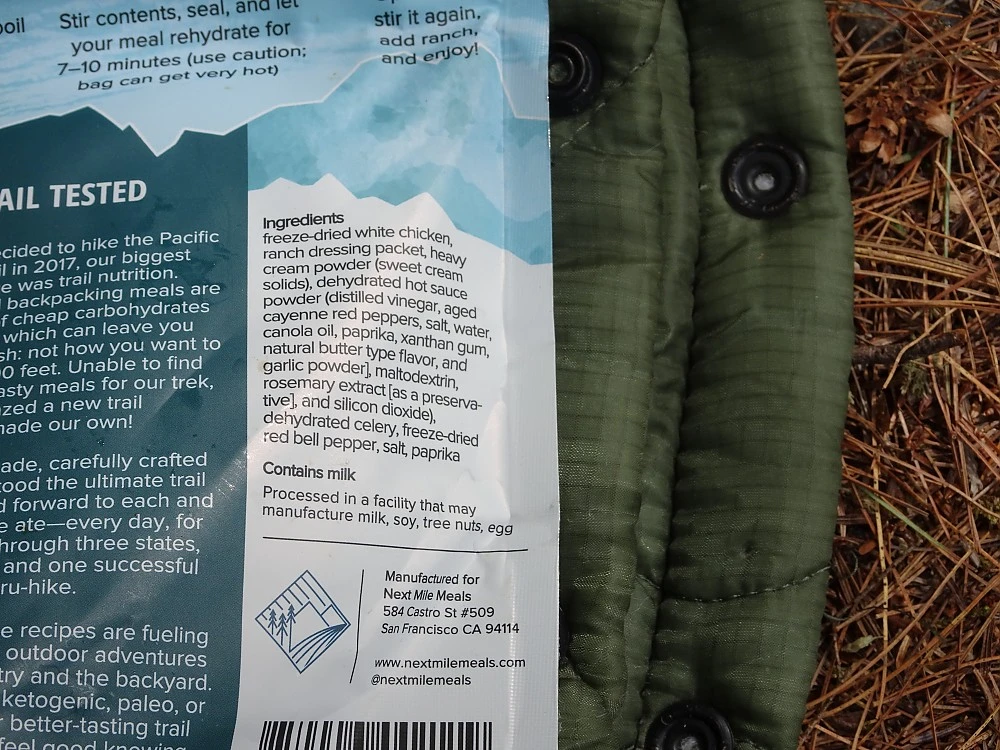 oil
Stir contents, seal, and let
your meal rehydrate for
7–10 minutes (use caution;
bag can get very hot)
stir it again,
add ranch,
and enjoy!
AIL TESTED
ecided to hike the Pacific
il in 2017, our biggest
e was trail nutrition.
l backpacking meals are
of cheap carbohydrates
which can leave you
sh: not how you want to
00 feet. Unable to find
asty meals for our trek,
azed a new trail
made our own!
ade, carefully crafted
tood the ultimate trail
d forward to each and
e ate—every day, for
hrough three states,
and one successful
ru-hike.
e recipes are fueling
outdoor adventures
try and the backyard.
ketogenic, paleo, or
r better-tasting trail
feel good knowing
Ingredients
freeze-dried white chicken,
ranch dressing packet, heavy
cream powder (sweet cream
solids), dehydrated hot sauce
powder (distilled vinegar, aged
cayenne red peppers, salt, water,
canola oil, paprika, xanthan gum,
natural butter type flavor, and
garlic powder], maltodextrin,
rosemary extract [as a preserva-
tive], and silicon dioxide),
dehydrated celery, freeze-dried
red bell pepper, salt, paprika
Contains milk
Processed in a facility that may
manufacture milk, soy, tree nuts, egg
Manufactured for
Next Mile Meals
584 Castro St #509
San Francisco CA 94114
www.nextmilemeals.com
@nextmilemeals